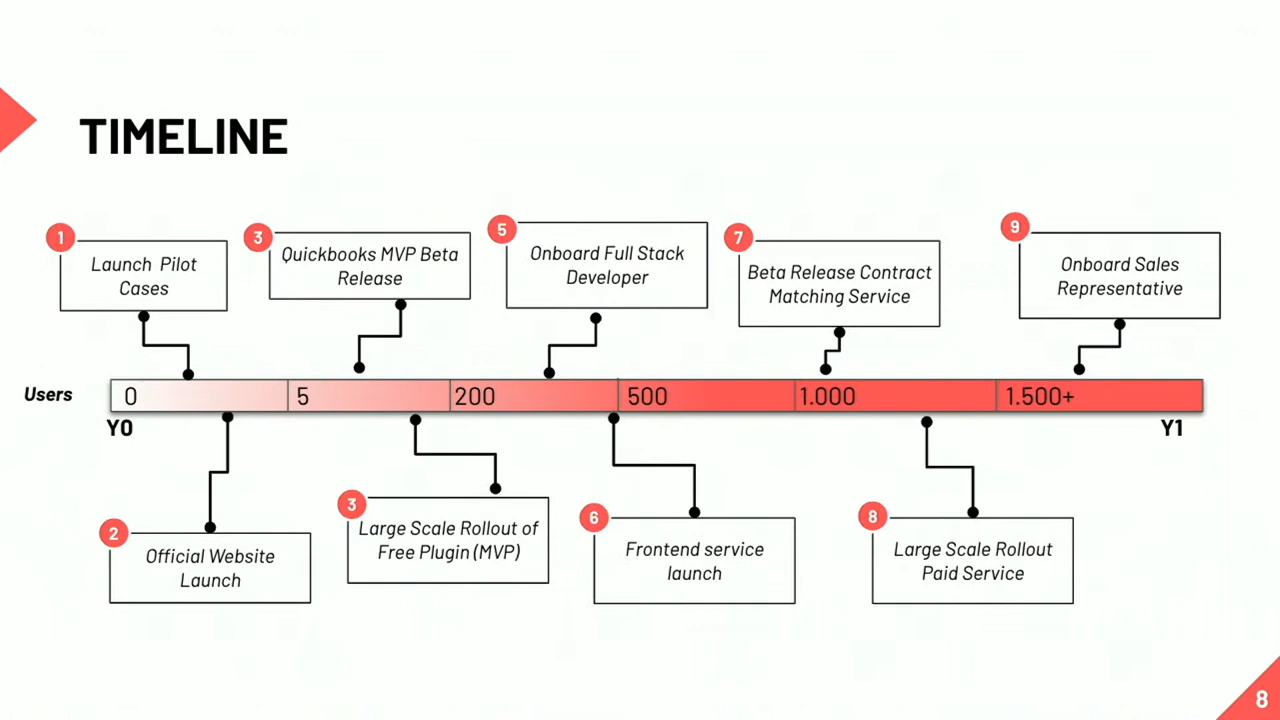 TIMELINE
1
Launch Pilot
Cases
3
Quickbooks MVP Beta
Release
5
Onboard Full Stack
Developer
7
Beta Release Contract
Matching Service
9
Onboard Sales
Representative
Users
0
5
200
500
1.000
1.500+
Y0
Y1
2
Official Website
Launch
3
Large Scale Rollout of
Free Plugin (MVP)
6
Frontend service
launch
8
Large Scale Rollout
Paid Service
8